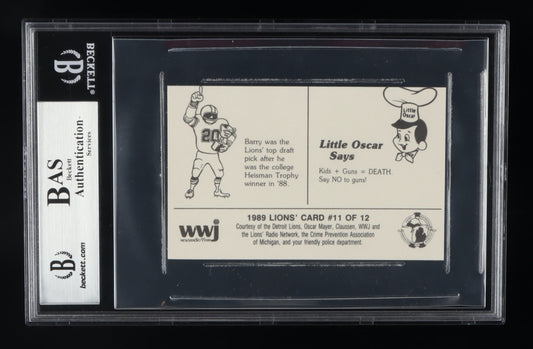 BECKETT
B
BAS
Beckett
Authentication
Services
B
beckett.com
20
Barry was the
Lions' top draft
pick after he
was the college
Heisman Trophy
winner in '88.
Little
Oscar
Little Oscar
Says
Kids + Guns = DEATH.
Say NO to guns!
1989 LIONS' CARD #11 OF 12
Courtesy of the Detroit Lions, Oscar Mayer, Claussen, WWJ and
the Lions' Radio Network, the Crime Prevention Association
of Michigan, and your friendly police department.
wwj